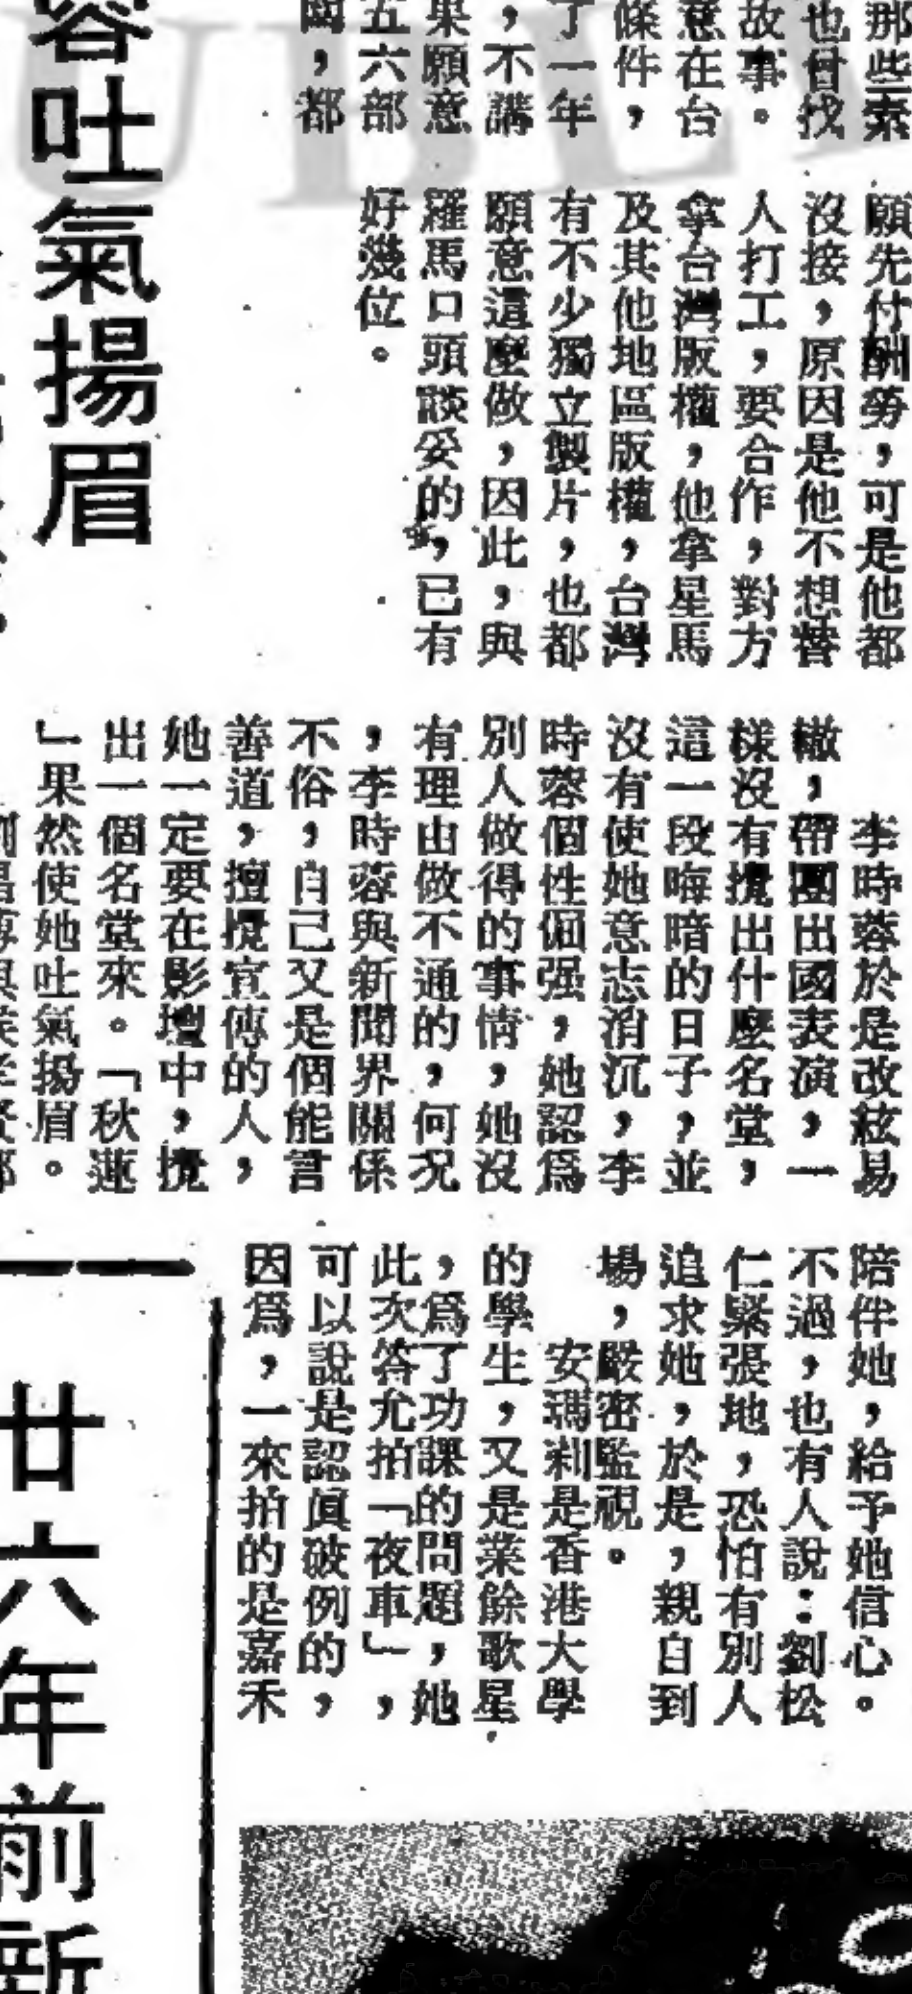 那些素
也曾找
故事。
意在台
條件，
了一年
，不講
果願意
五六部
國，都
願先付酬勞，可是他都
沒接，原因是他不想替
人打工，要合作，對方
拿台灣版權，他拿星馬
及其他地區版權，台灣
有不少獨立製片，也都
願意這麼做，因此，與
羅馬口頭談妥的，已有
好幾位。
蓉吐氣揚眉
李時蓉於是改絃易
轍，帶團出國表演，一
樣沒有攪出什麼名堂，
這一段晦暗的日子，並
沒有使她意志消沉，李
時蓉個性倔强，她認爲
別人做得的事情，她沒
有理由做不通的，何況
，李時蓉與新聞界關係
不俗，自己又是個能言
善道，擅攪宣傳的人，
她一定要在影壇中，攪
出一個名堂來。「秋蓮
」果然使她吐氣揚眉。
陪伴她，給予她信心。
不過，也有人說：劉松
仁緊張地，恐怕有別人
追求她，於是，親自到
場，嚴密監視。
安瑪莉是香港大學
的學生，又是業餘歌星
，爲了功課的問題，她
此次答允拍「夜車」，
可以說是認眞破例的，
因爲，一來拍的是嘉禾
廿六年前新